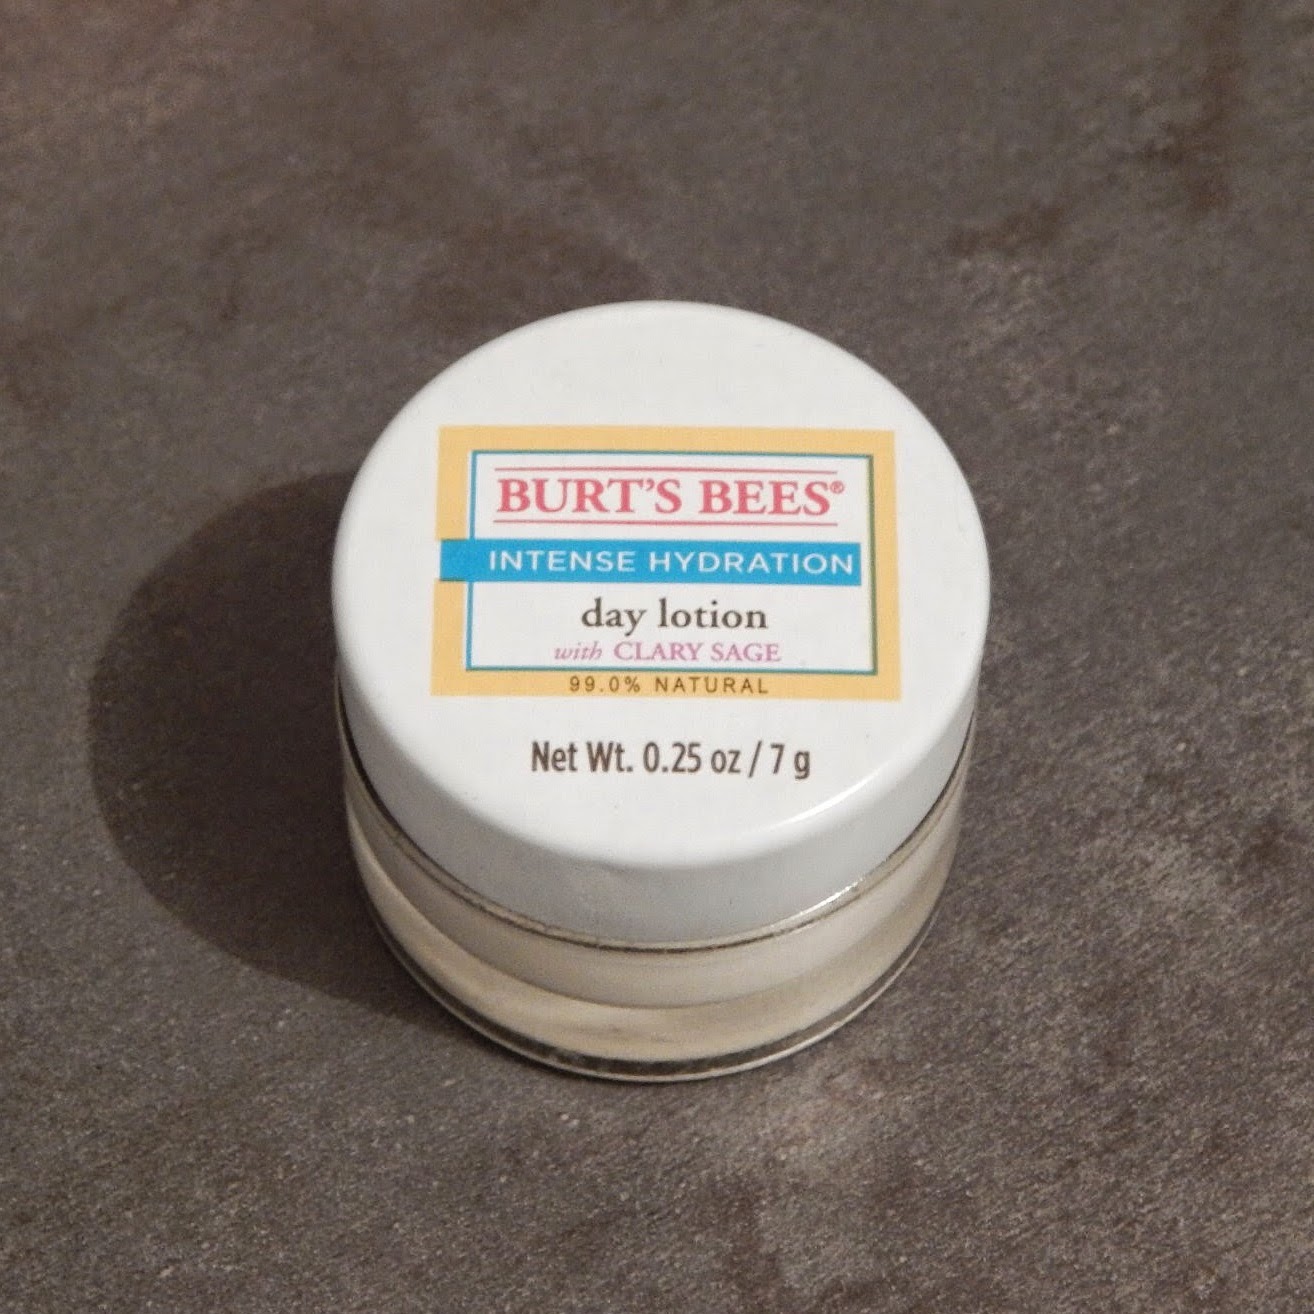 BURT'S BEES®
INTENSE HYDRATION
day lotion
with CLARY SAGE
99.0% NATURAL
Net Wt. 0.25 oz / 7 g